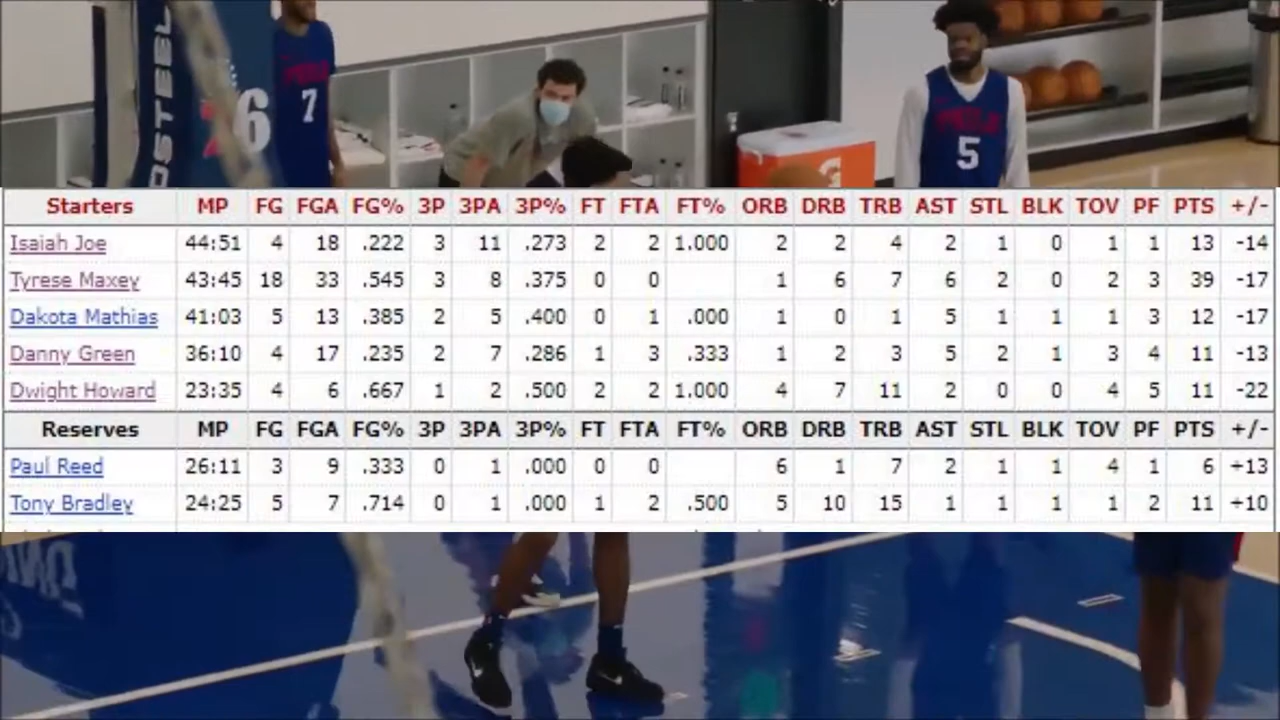 OSTEEL
6
7
PHILA
5
Starters MP FG FGA FG% 3P 3PA 3P% FT FTA FT% ORB DRB TRB AST STL BLK TOV PF PTS +/-
Isaiah Joe 44:51 4 18 .222 3 11 .273 2 2 1.000 2 2 4 2 1 0 1 1 13 -14
Tyrese Maxey 43:45 18 33 .545 3 8 .375 0 0 1 6 7 6 2 0 2 3 39 -17
Dakota Mathias 41:03 5 13 .385 2 5 .400 0 1 .000 1 0 1 5 1 1 1 3 12 -17
Danny Green 36:10 4 17 .235 2 7 .286 1 3 .333 1 2 3 5 2 1 3 4 11 -13
Dwight Howard 23:35 4 6 .667 1 2 .500 2 2 1.000 4 7 11 2 0 0 4 5 11 -22
Reserves MP FG FGA FG% 3P 3PA 3P% FT FTA FT% ORB DRB TRB AST STL BLK TOV PF PTS +/-
Paul Reed 26:11 3 9 .333 0 1 .000 0 0 6 1 7 2 1 1 4 1 6 +13
Tony Bradley 24:25 5 7 .714 0 1 .000 1 2 .500 5 10 15 1 1 1 1 2 11 +10